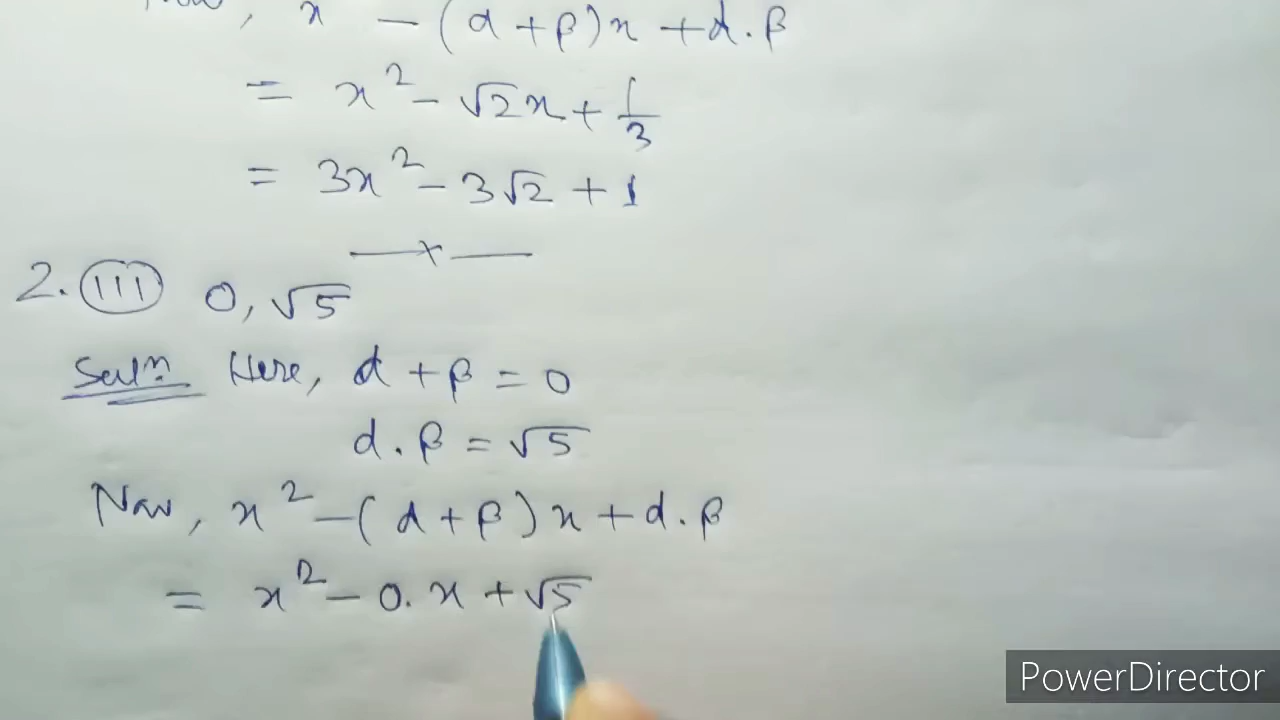 , x - (α + β)x + α.β
= x² - √2x + 1/3
= 3x² - 3√2 + 1
—x—
2. (III) 0, √5
Solⁿ. Here, α + β = 0
α.β = √5
Now, x² - (α + β)x + α.β
= x² - 0.x + √5
PowerDirector